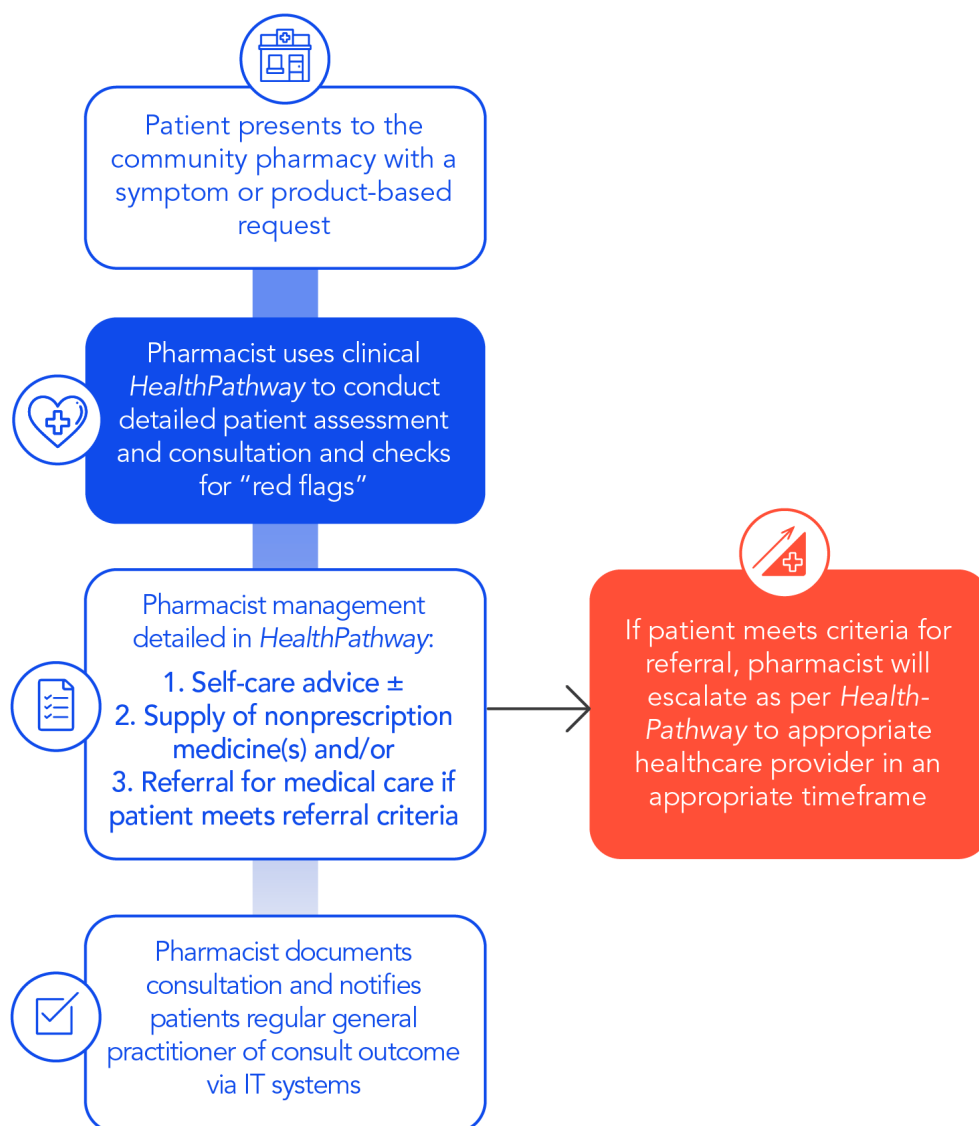 Patient presents to the
community pharmacy with a
symptom or product-based
request
Pharmacist uses clinical
HealthPathway to conduct
detailed patient assessment
and consultation and checks
for “red flags”
Pharmacist management
detailed in HealthPathway:
1. Self-care advice ±
2. Supply of nonprescription
medicine(s) and/or
3. Referral for medical care if
patient meets referral criteria
If patient meets criteria for
referral, pharmacist will
escalate as per Health-
Pathway to appropriate
healthcare provider in an
appropriate timeframe
Pharmacist documents
consultation and notifies
patients regular general
practitioner of consult outcome
via IT systems